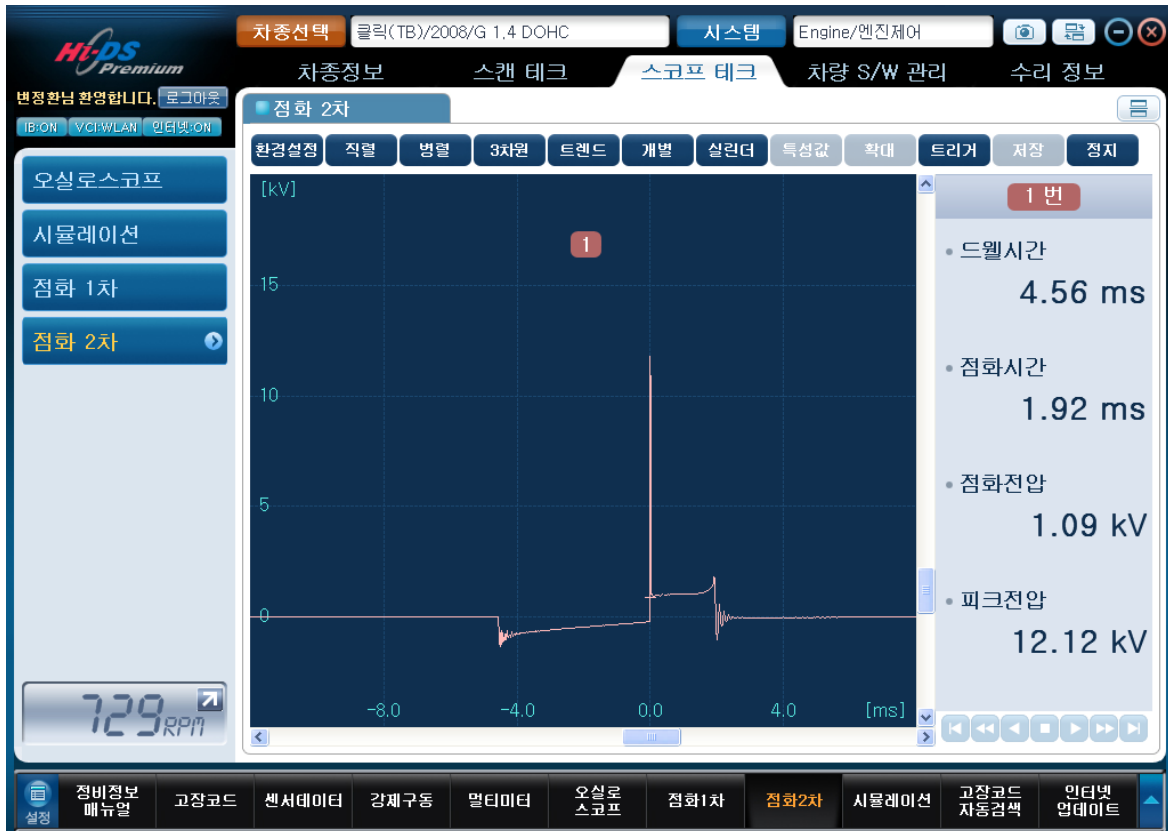 Hi-DS
Premium
차종선택 클릭(TB)/2008/G 1,4 DOHC 시스템 Engine/엔진제어
차종정보 스캔 테크 스코프 테크 차량 S/W 관리 수리 정보
변정환님 환영합니다. 로그아웃
IB:ON VCI:WLAN 인터넷:ON
점화 2차
환경설정 직렬 병렬 3차원 트렌드 개별 실린더 특성값 확대 트리거 저장 정지
오실로스코프
시뮬레이션
점화 1차
점화 2차
[kV]
1
15
10
5
0
-8.0 -4.0 0.0 4.0 [ms]
1 번
드웰시간
4.56 ms
점화시간
1.92 ms
점화전압
1.09 kV
피크전압
12.12 kV
729 RPM
설정
정비정보
매뉴얼
고장코드
센서데이터
강제구동
멀티미터
오실로
스코프
점화1차
점화2차
시뮬레이션
고장코드
자동검색
인터넷
업데이트